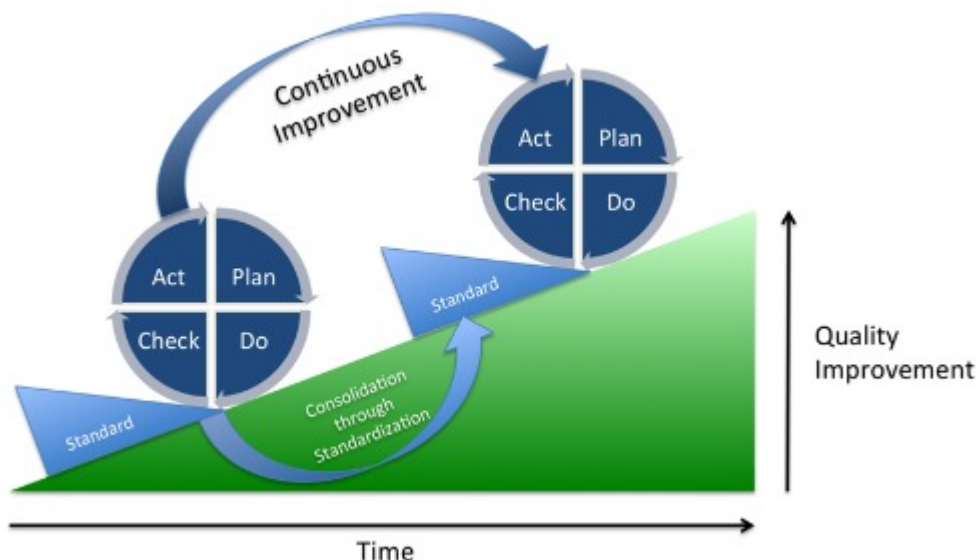 Continuous
Improvement
Act
Plan
Check
Do
Standard
Act
Plan
Check
Do
Standard
Consolidation
through
Standardization
Quality
Improvement
Time